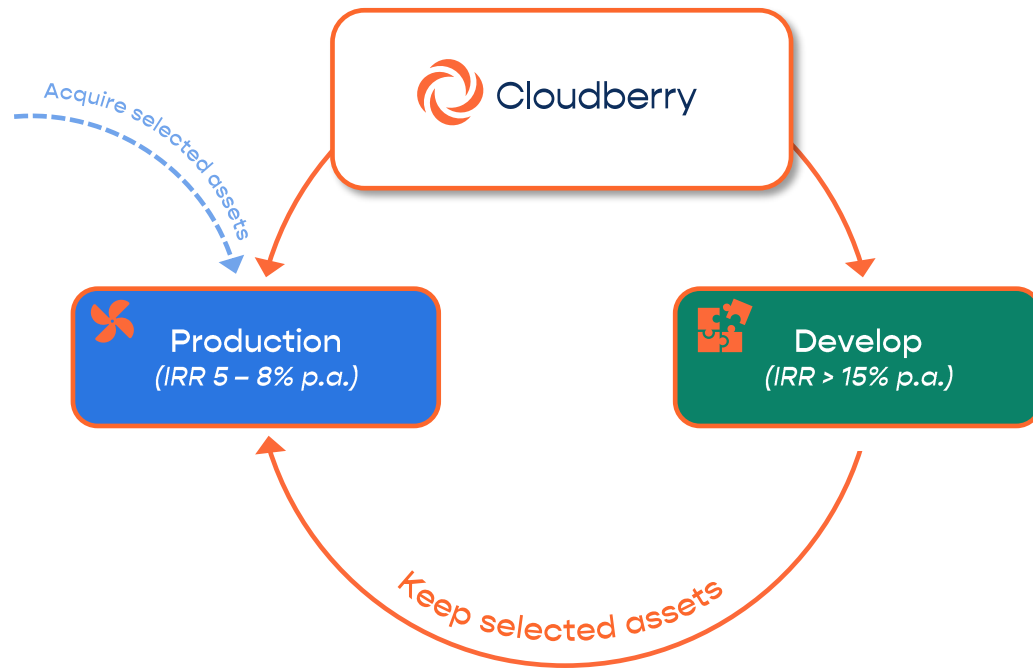 Cloudberry
Acquire selected assets
Production
(IRR 5 – 8% p.a.)
Develop
(IRR > 15% p.a.)
Keep selected assets